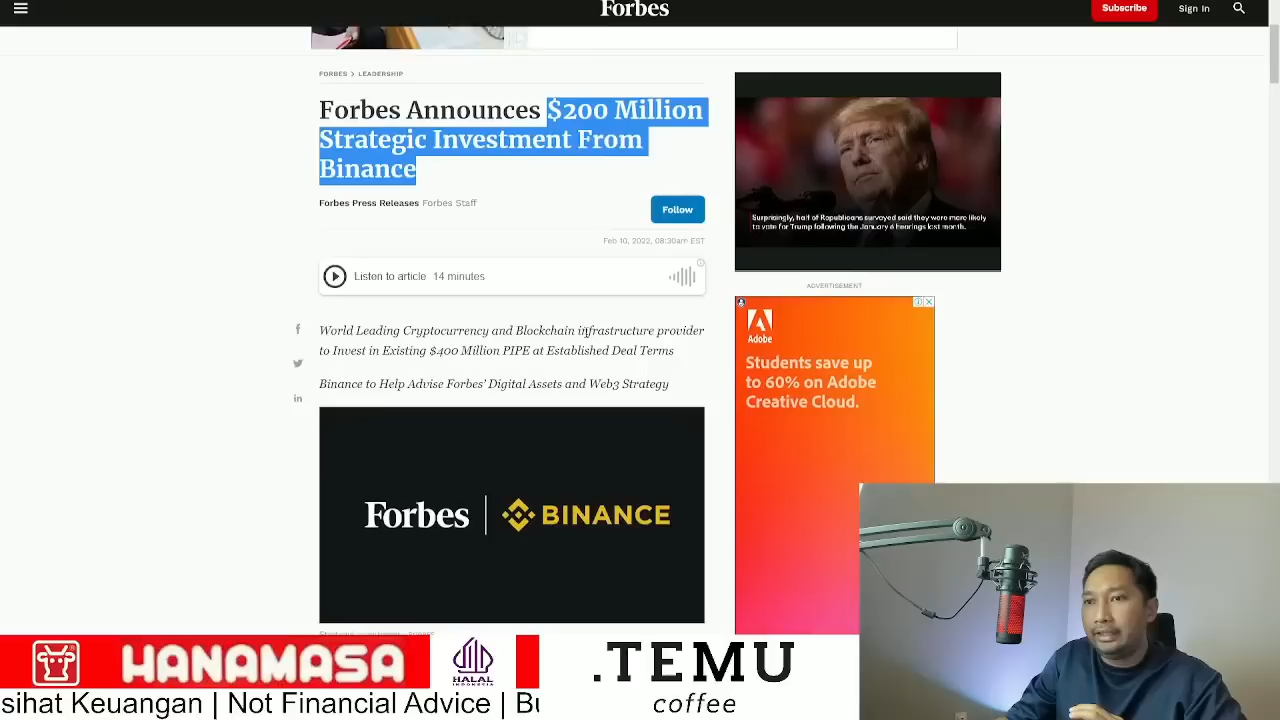 Forbes
Subscribe
Sign In
FORBES > LEADERSHIP
Forbes Announces $200 Million
Strategic Investment From
Binance
Forbes Press Releases Forbes Staff
Follow
Feb 10, 2022, 08:30am EST
Listen to article 14 minutes
World Leading Cryptocurrency and Blockchain infrastructure provider
to Invest in Existing $400 Million PIPE at Established Deal Terms
Binance to Help Advise Forbes' Digital Assets and Web3 Strategy
Forbes | BINANCE
Surprisingly, half of Republicans surveyed said they were more likely
to vote for Trump following the January 6 hearings last month.
ADVERTISEMENT
Adobe
Students save up
to 60% on Adobe
Creative Cloud.
HANAMASA
HALAL
INDONESIA
.TEMU
coffee
sihat Keuangan | Not Financial Advice | Bu